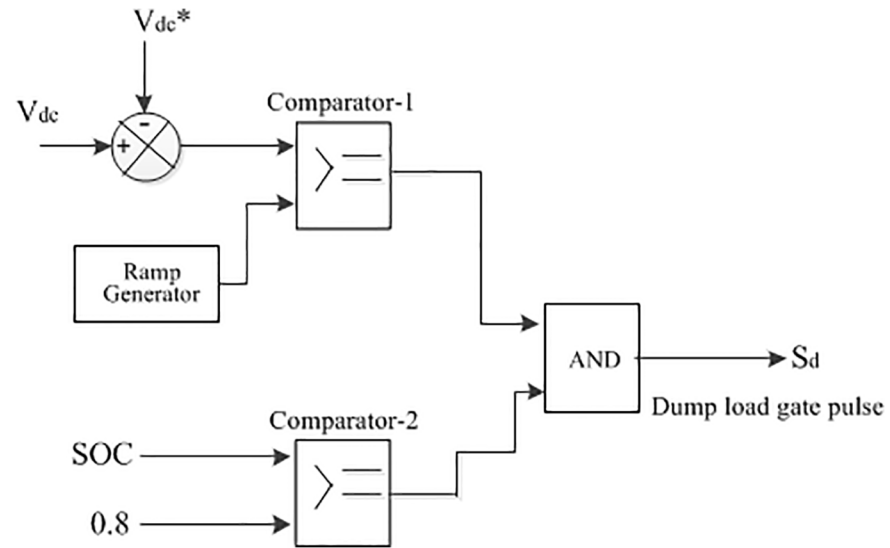 Vdc*
Vdc
-
+
Comparator-1
>=
Ramp
Generator
AND
Sd
Dump load gate pulse
Comparator-2
SOC
>=
0.8